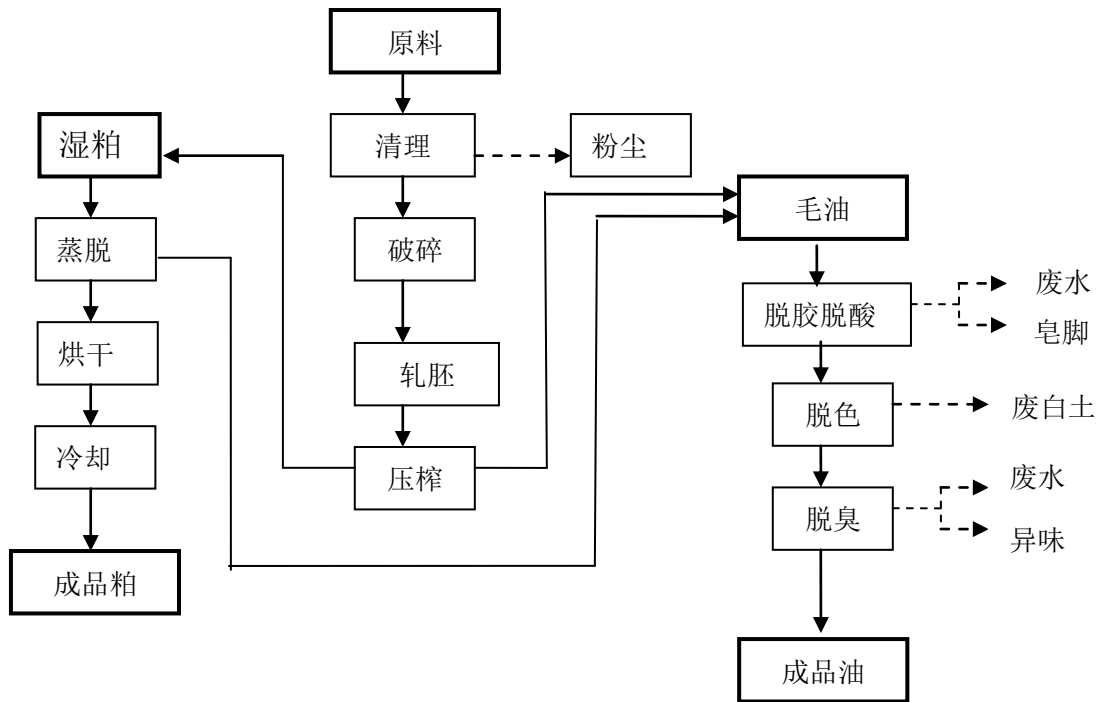 原料
清理
粉尘
湿粕
毛油
蒸脱
破碎
脱胶脱酸
废水
皂脚
烘干
轧胚
脱色
废白土
冷却
压榨
脱臭
废水
异味
成品粕
成品油